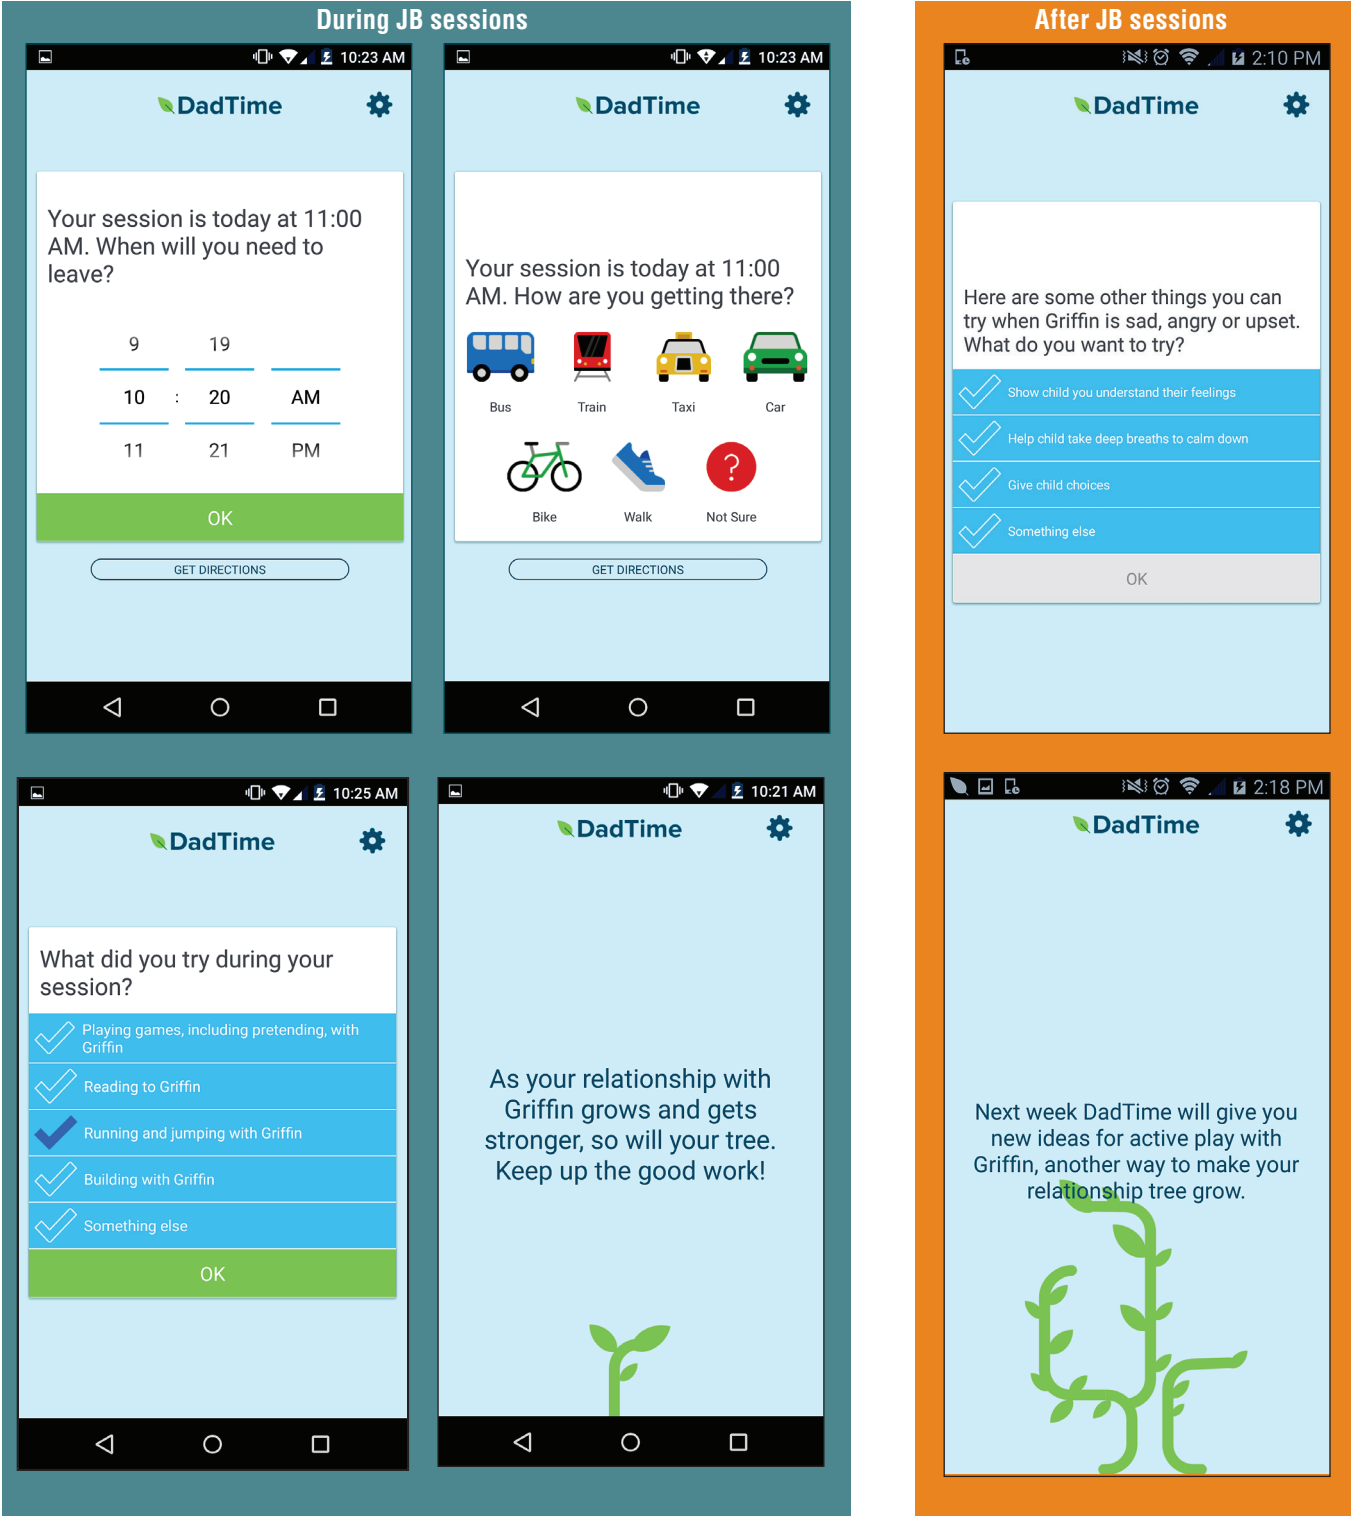 During JB sessions
10:23 AM
DadTime
Your session is today at 11:00
AM. When will you need to
leave?
9 19
10 : 20 AM
11 21 PM
OK
GET DIRECTIONS
10:23 AM
DadTime
Your session is today at 11:00
AM. How are you getting there?
Bus Train Taxi Car
?
Bike Walk Not Sure
GET DIRECTIONS
10:25 AM
DadTime
What did you try during your
session?
Playing games, including pretending, with
Griffin
Reading to Griffin
Running and jumping with Griffin
Building with Griffin
Something else
OK
10:21 AM
DadTime
As your relationship with
Griffin grows and gets
stronger, so will your tree.
Keep up the good work!
After JB sessions
2:10 PM
DadTime
Here are some other things you can
try when Griffin is sad, angry or upset.
What do you want to try?
Show child you understand their feelings
Help child take deep breaths to calm down
Give child choices
Something else
OK
2:18 PM
DadTime
Next week DadTime will give you
new ideas for active play with
Griffin, another way to make your
relationship tree grow.